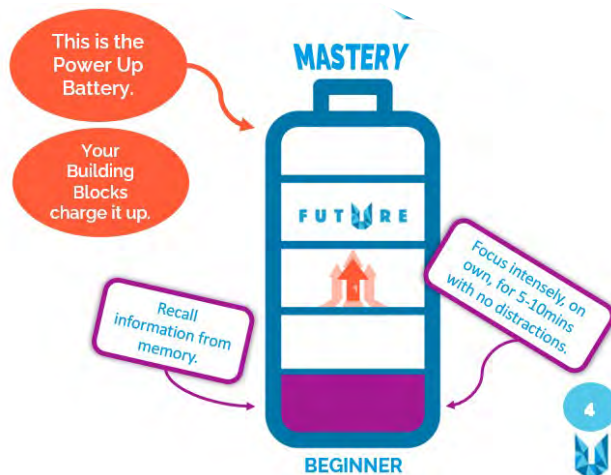 This is the
Power Up
Battery.
MASTERY
Your
Building
Blocks
charge it up.
FUTURE
Recall
information from
memory.
Focus intensely, on
own, for 5-10mins
with no distractions.
4
BEGINNER